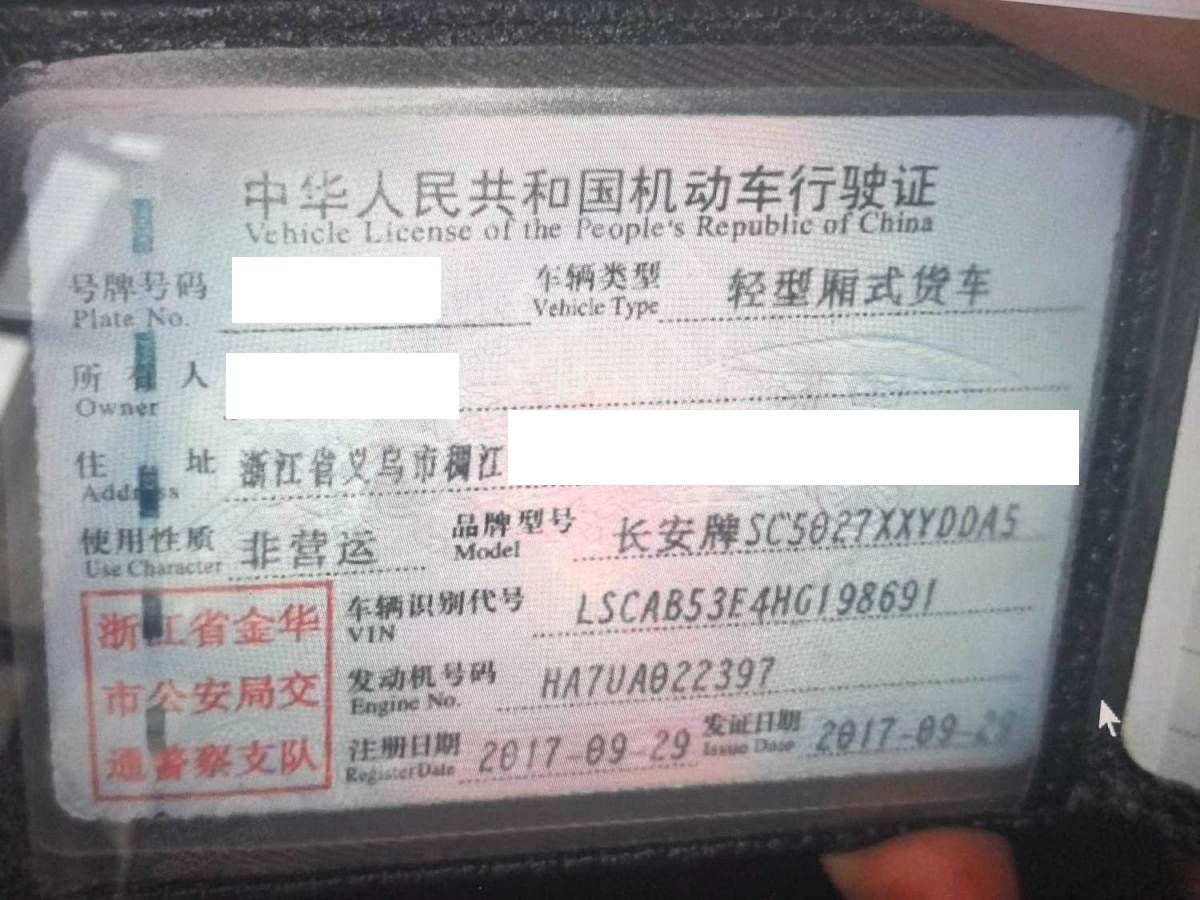 中华人民共和国机动车行驶证
Vehicle License of the People's Republic of China
号牌号码 车辆类型 轻型厢式货车
Plate No. Vehicle Type
所有人
Owner
住址 浙江省义乌市稠江
Address
使用性质 非营运 品牌型号 长安牌SC5027XXYDDA5
Use Character Model
浙江省金华
市公安局交
通警察支队
车辆识别代号 LSCAB53E4HG198691
VIN
发动机号码 HA7UA022397
Engine No.
注册日期 2017-09-29 发证日期 2017-09-29
RegisterDate Issue Date